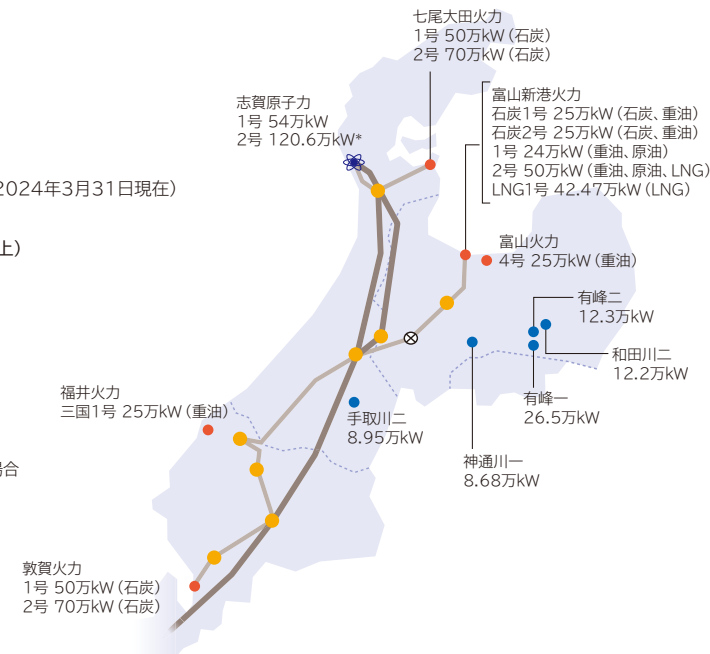 七尾大田火力
1号 50万kW（石炭）
2号 70万kW（石炭）
志賀原子力
1号 54万kW
2号 120.6万kW*
富山新港火力
石炭1号 25万kW（石炭、重油）
石炭2号 25万kW（石炭、重油）
1号 24万kW（重油、原油）
2号 50万kW（重油、原油、LNG）
LNG1号 42.47万kW（LNG）
2024年3月31日現在）
上）
富山火力
4号 25万kW（重油）
有峰二
12.3万kW
和田川二
12.2万kW
有峰一
26.5万kW
福井火力
三国1号 25万kW（重油）
手取川二
8.95万kW
神通川一
8.68万kW
場合
敦賀火力
1号 50万kW（石炭）
2号 70万kW（石炭）